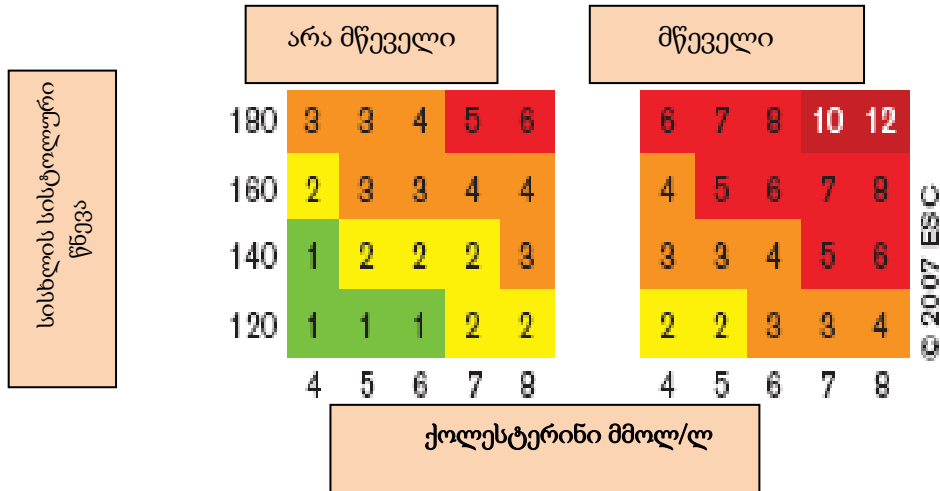 არა მწეველი
მწეველი
სისხლის სისტოლური
წნევა
180 3 3 4 5 6 6 7 8 10 12
160 2 3 3 4 4 4 5 6 7 8
140 1 2 2 2 3 3 3 4 5 6
120 1 1 1 2 2 2 2 3 3 4
4 5 6 7 8 4 5 6 7 8
© 2007 ESC
ქოლესტერინი მმოლ/ლ